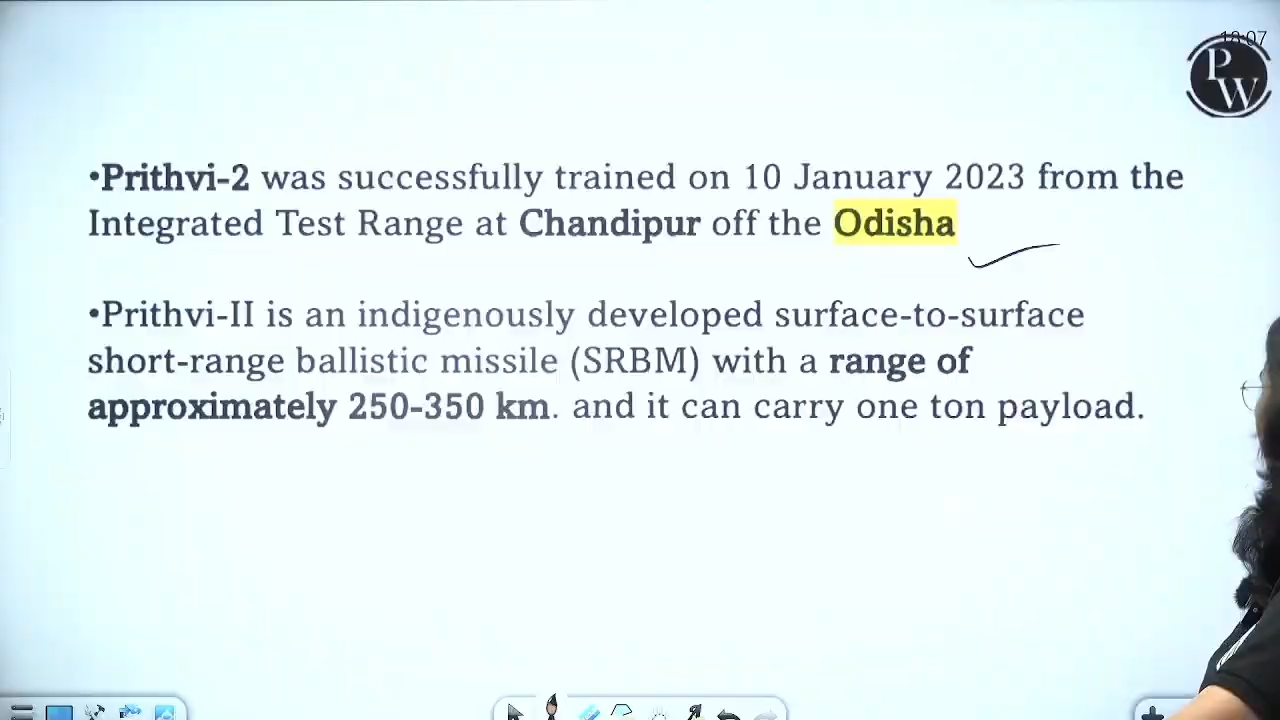 18:07
P
W
•Prithvi-2 was successfully trained on 10 January 2023 from the
Integrated Test Range at Chandipur off the Odisha
•Prithvi-II is an indigenously developed surface-to-surface
short-range ballistic missile (SRBM) with a range of
approximately 250-350 km. and it can carry one ton payload.